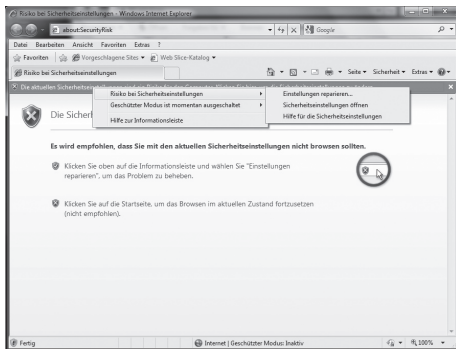 Risiko bei Sicherheitseinstellungen - Windows Internet Explorer
about:SecurityRisk
Google
Datei Bearbeiten Ansicht Favoriten Extras ?
Favoriten Vorgeschlagene Sites Web Slice-Katalog
Risiko bei Sicherheitseinstellungen
Seite Sicherheit Extras
Die aktuellen Sicherheitseinstellungen
Risiko bei Sicherheitseinstellungen
Geschützter Modus ist momentan ausgeschaltet
Hilfe zur Informationsleiste
Einstellungen reparieren...
Sicherheitseinstellungen öffnen
Hilfe für die Sicherheitseinstellungen
Die Sicherh
Es wird empfohlen, dass Sie mit den aktuellen Sicherheitseinstellungen nicht browsen sollten.
Klicken Sie oben auf die Informationsleiste und wählen Sie "Einstellungen
reparieren", um das Problem zu beheben.
Klicken Sie auf die Startseite, um das Browsen im aktuellen Zustand fortzusetzen
(nicht empfohlen).
Fertig
Internet | Geschützter Modus: Inaktiv
100%